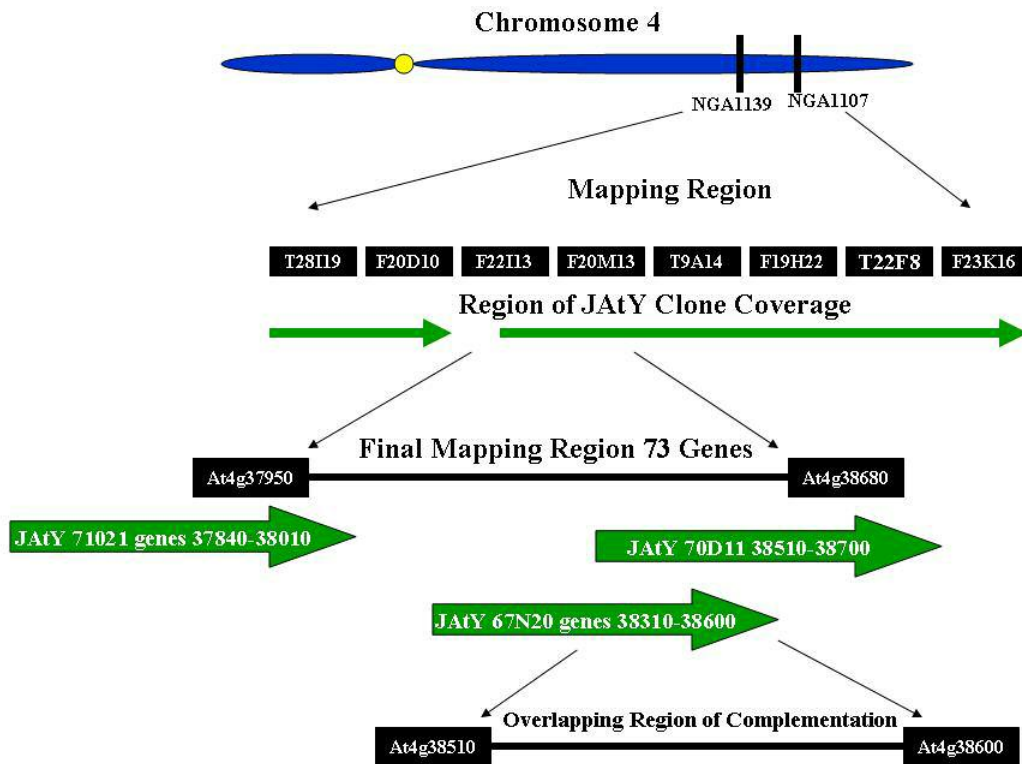 Chromosome 4
NGA1139
NGA1107
Mapping Region
T28I19
F20D10
F22I13
F20M13
T9A14
F19H22
T22F8
F23K16
Region of JAtY Clone Coverage
Final Mapping Region 73 Genes
At4g37950
At4g38680
JAtY 71O21 genes 37840-38010
JAtY 70D11 38510-38700
JAtY 67N20 genes 38310-38600
Overlapping Region of Complementation
At4g38510
At4g38600